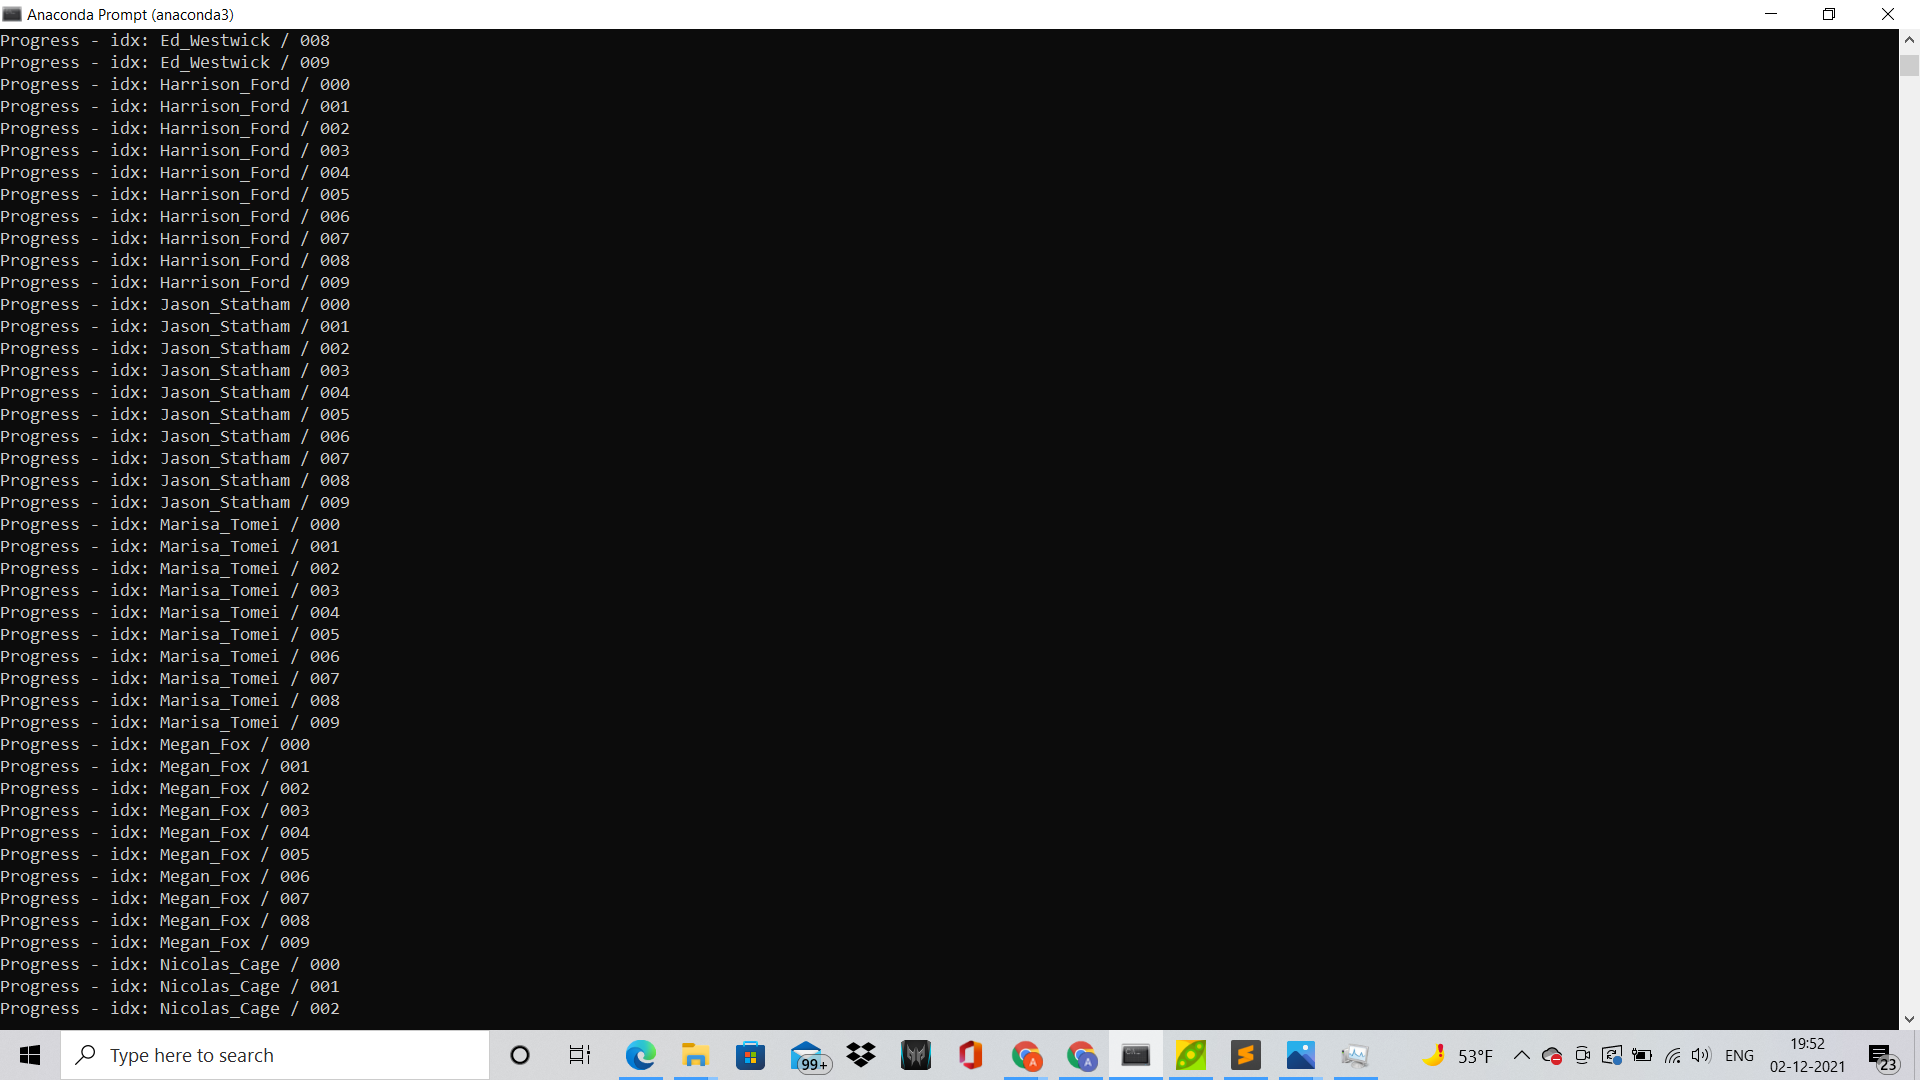 Anaconda Prompt (anaconda3)
Progress - idx: Ed_Westwick / 008
Progress - idx: Ed_Westwick / 009
Progress - idx: Harrison_Ford / 000
Progress - idx: Harrison_Ford / 001
Progress - idx: Harrison_Ford / 002
Progress - idx: Harrison_Ford / 003
Progress - idx: Harrison_Ford / 004
Progress - idx: Harrison_Ford / 005
Progress - idx: Harrison_Ford / 006
Progress - idx: Harrison_Ford / 007
Progress - idx: Harrison_Ford / 008
Progress - idx: Harrison_Ford / 009
Progress - idx: Jason_Statham / 000
Progress - idx: Jason_Statham / 001
Progress - idx: Jason_Statham / 002
Progress - idx: Jason_Statham / 003
Progress - idx: Jason_Statham / 004
Progress - idx: Jason_Statham / 005
Progress - idx: Jason_Statham / 006
Progress - idx: Jason_Statham / 007
Progress - idx: Jason_Statham / 008
Progress - idx: Jason_Statham / 009
Progress - idx: Marisa_Tomei / 000
Progress - idx: Marisa_Tomei / 001
Progress - idx: Marisa_Tomei / 002
Progress - idx: Marisa_Tomei / 003
Progress - idx: Marisa_Tomei / 004
Progress - idx: Marisa_Tomei / 005
Progress - idx: Marisa_Tomei / 006
Progress - idx: Marisa_Tomei / 007
Progress - idx: Marisa_Tomei / 008
Progress - idx: Marisa_Tomei / 009
Progress - idx: Megan_Fox / 000
Progress - idx: Megan_Fox / 001
Progress - idx: Megan_Fox / 002
Progress - idx: Megan_Fox / 003
Progress - idx: Megan_Fox / 004
Progress - idx: Megan_Fox / 005
Progress - idx: Megan_Fox / 006
Progress - idx: Megan_Fox / 007
Progress - idx: Megan_Fox / 008
Progress - idx: Megan_Fox / 009
Progress - idx: Nicolas_Cage / 000
Progress - idx: Nicolas_Cage / 001
Progress - idx: Nicolas_Cage / 002
Type here to search
99+
A
A
53°F
ENG
19:52
02-12-2021
23